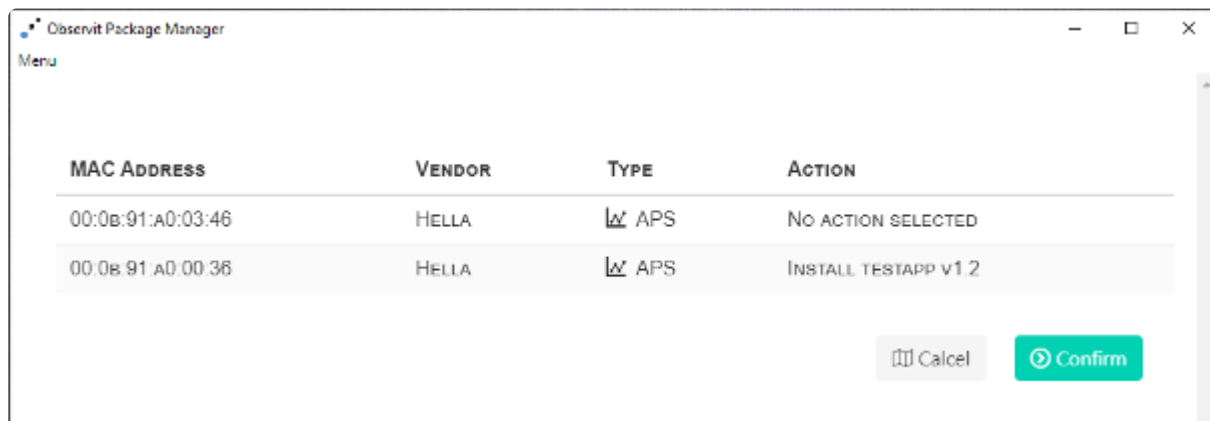 Observit Package Manager
Menu
MAC ADDRESS VENDOR TYPE ACTION
00:0B:91:A0:03:46 HELLA APS NO ACTION SELECTED
00:0B:91:A0:00:36 HELLA APS INSTALL TESTAPP V1.2
Calcel Confirm